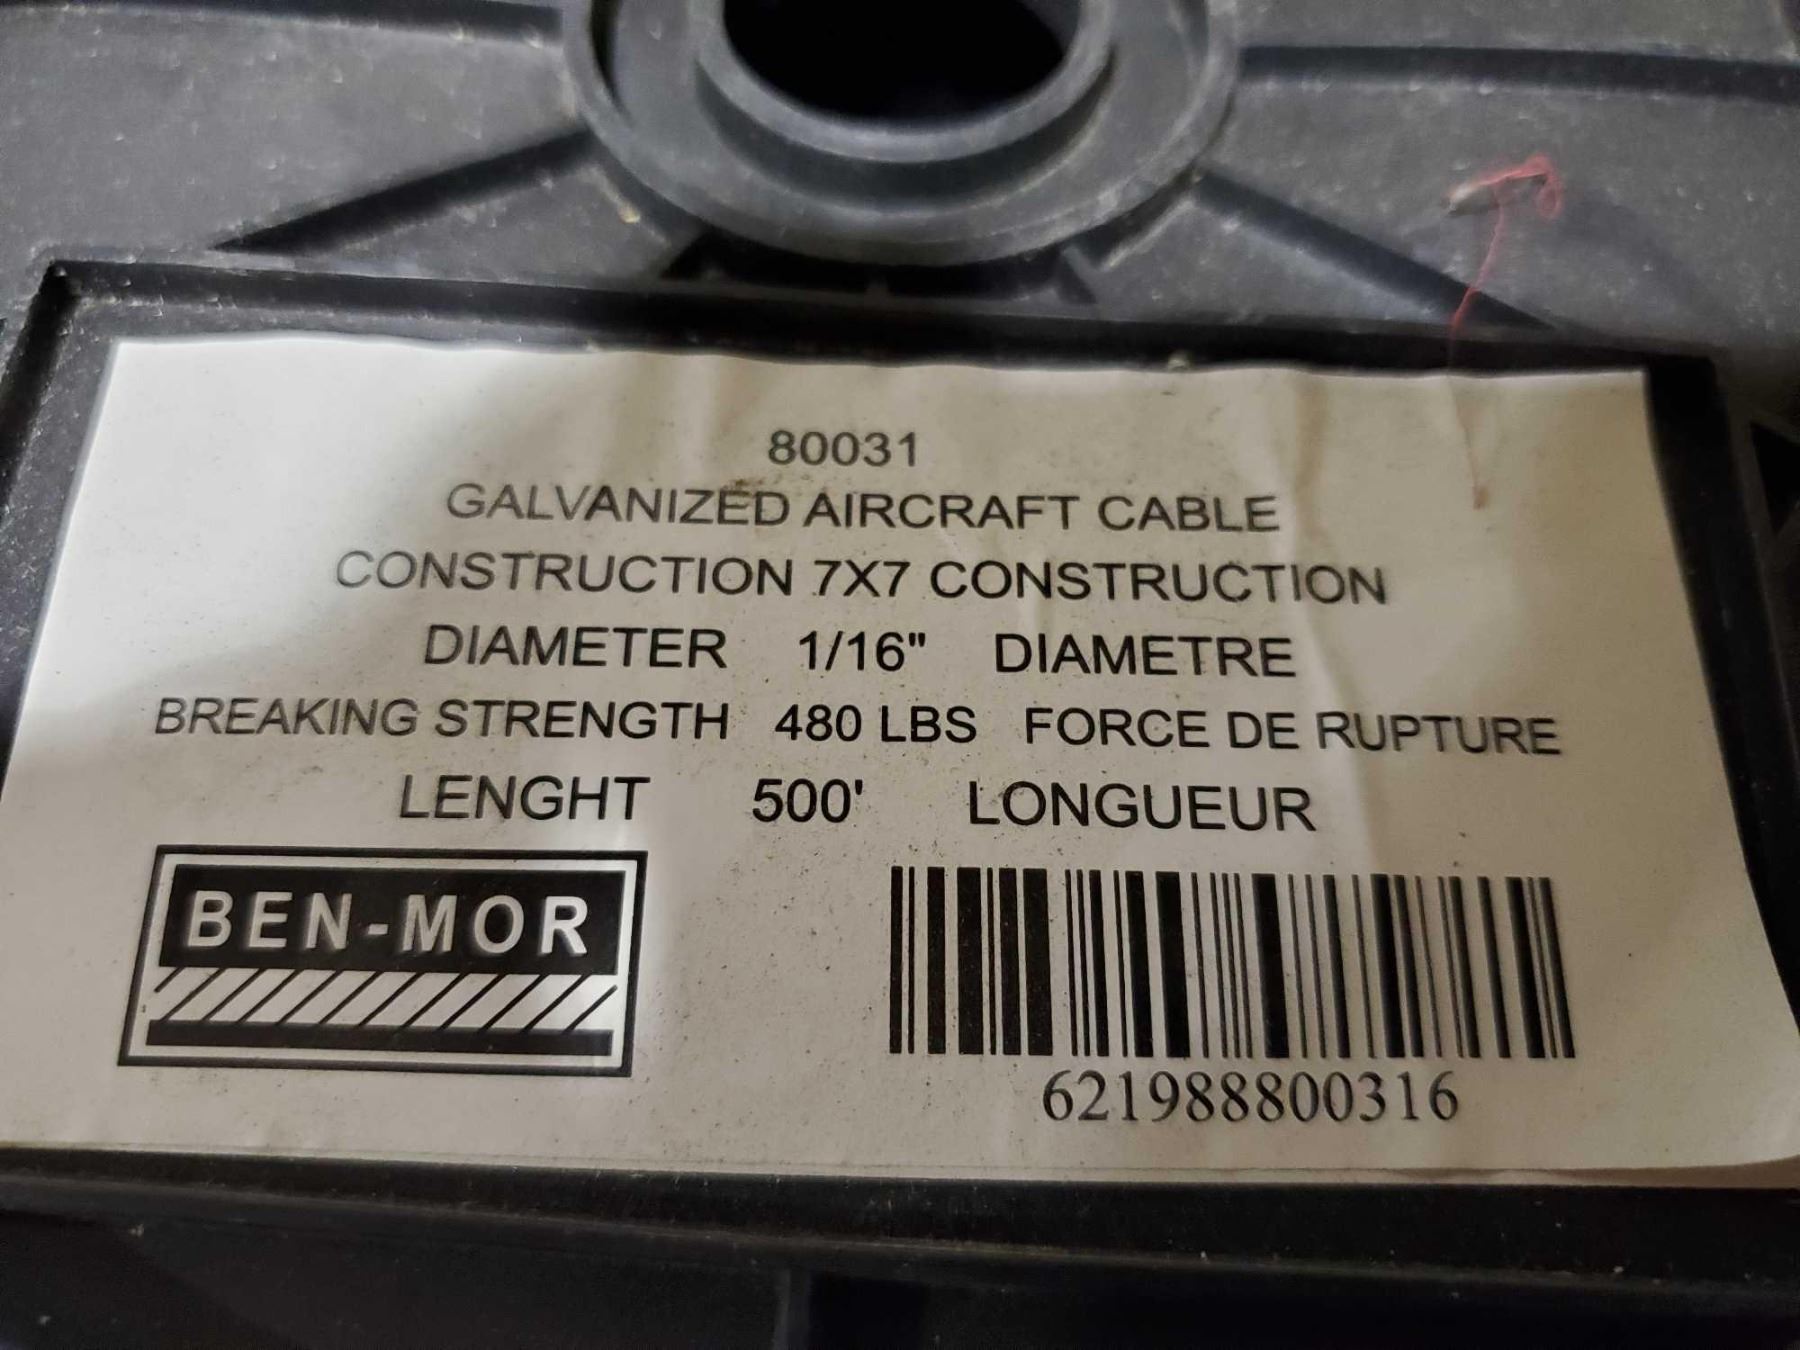 80031
GALVANIZED AIRCRAFT CABLE
CONSTRUCTION 7X7 CONSTRUCTION
DIAMETER 1/16" DIAMETRE
BREAKING STRENGTH 480 LBS FORCE DE RUPTURE
LENGHT 500' LONGUEUR
BEN-MOR
621988800316